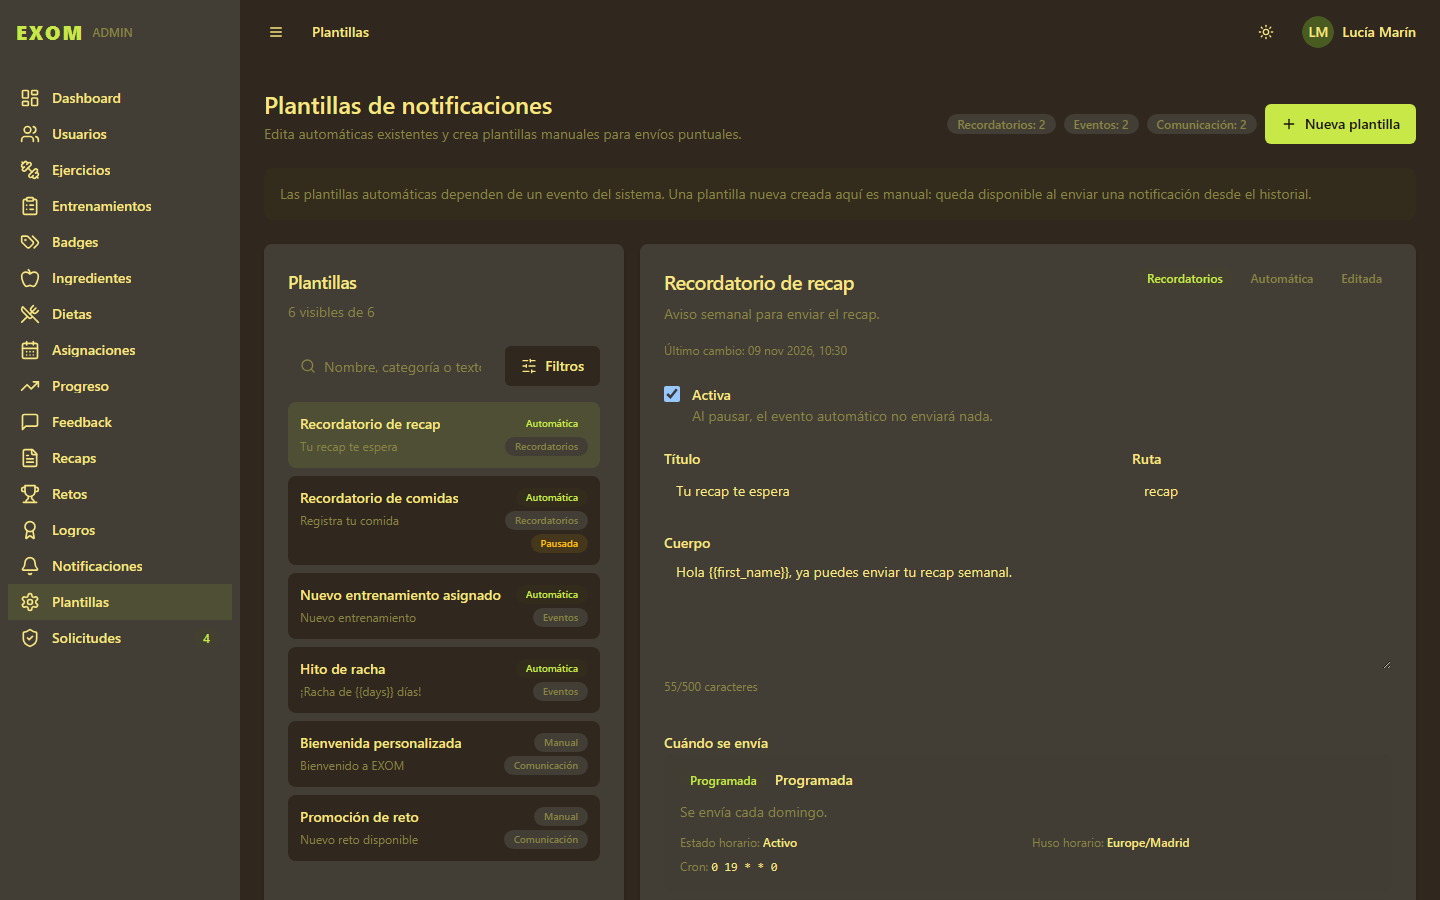 EXOM ADMIN
Plantillas
LM Lucía Marín
Dashboard
Usuarios
Ejercicios
Entrenamientos
Badges
Ingredientes
Dietas
Asignaciones
Progreso
Feedback
Recaps
Retos
Logros
Notificaciones
Plantillas
Solicitudes 4
Plantillas de notificaciones
Edita automáticas existentes y crea plantillas manuales para envíos puntuales.
Recordatorios: 2 Eventos: 2 Comunicación: 2 Nueva plantilla
Las plantillas automáticas dependen de un evento del sistema. Una plantilla nueva creada aquí es manual: queda disponible al enviar una notificación desde el historial.
Plantillas
6 visibles de 6
Nombre, categoría o text Filtros
Recordatorio de recap Automática
Tu recap te espera Recordatorios
Recordatorio de comidas Automática
Registra tu comida Recordatorios
Pausada
Nuevo entrenamiento asignado Automática
Nuevo entrenamiento Eventos
Hito de racha Automática
¡Racha de {{days}} días! Eventos
Bienvenida personalizada Manual
Bienvenido a EXOM Comunicación
Promoción de reto Manual
Nuevo reto disponible Comunicación
Recordatorio de recap Recordatorios Automática Editada
Aviso semanal para enviar el recap.
Último cambio: 09 nov 2026, 10:30
Activa
Al pausar, el evento automático no enviará nada.
Título Ruta
Tu recap te espera recap
Cuerpo
Hola {{first_name}}, ya puedes enviar tu recap semanal.
55/500 caracteres
Cuándo se envía
Programada Programada
Se envía cada domingo.
Estado horario: Activo Huso horario: Europe/Madrid
Cron: 0 19 * * 0